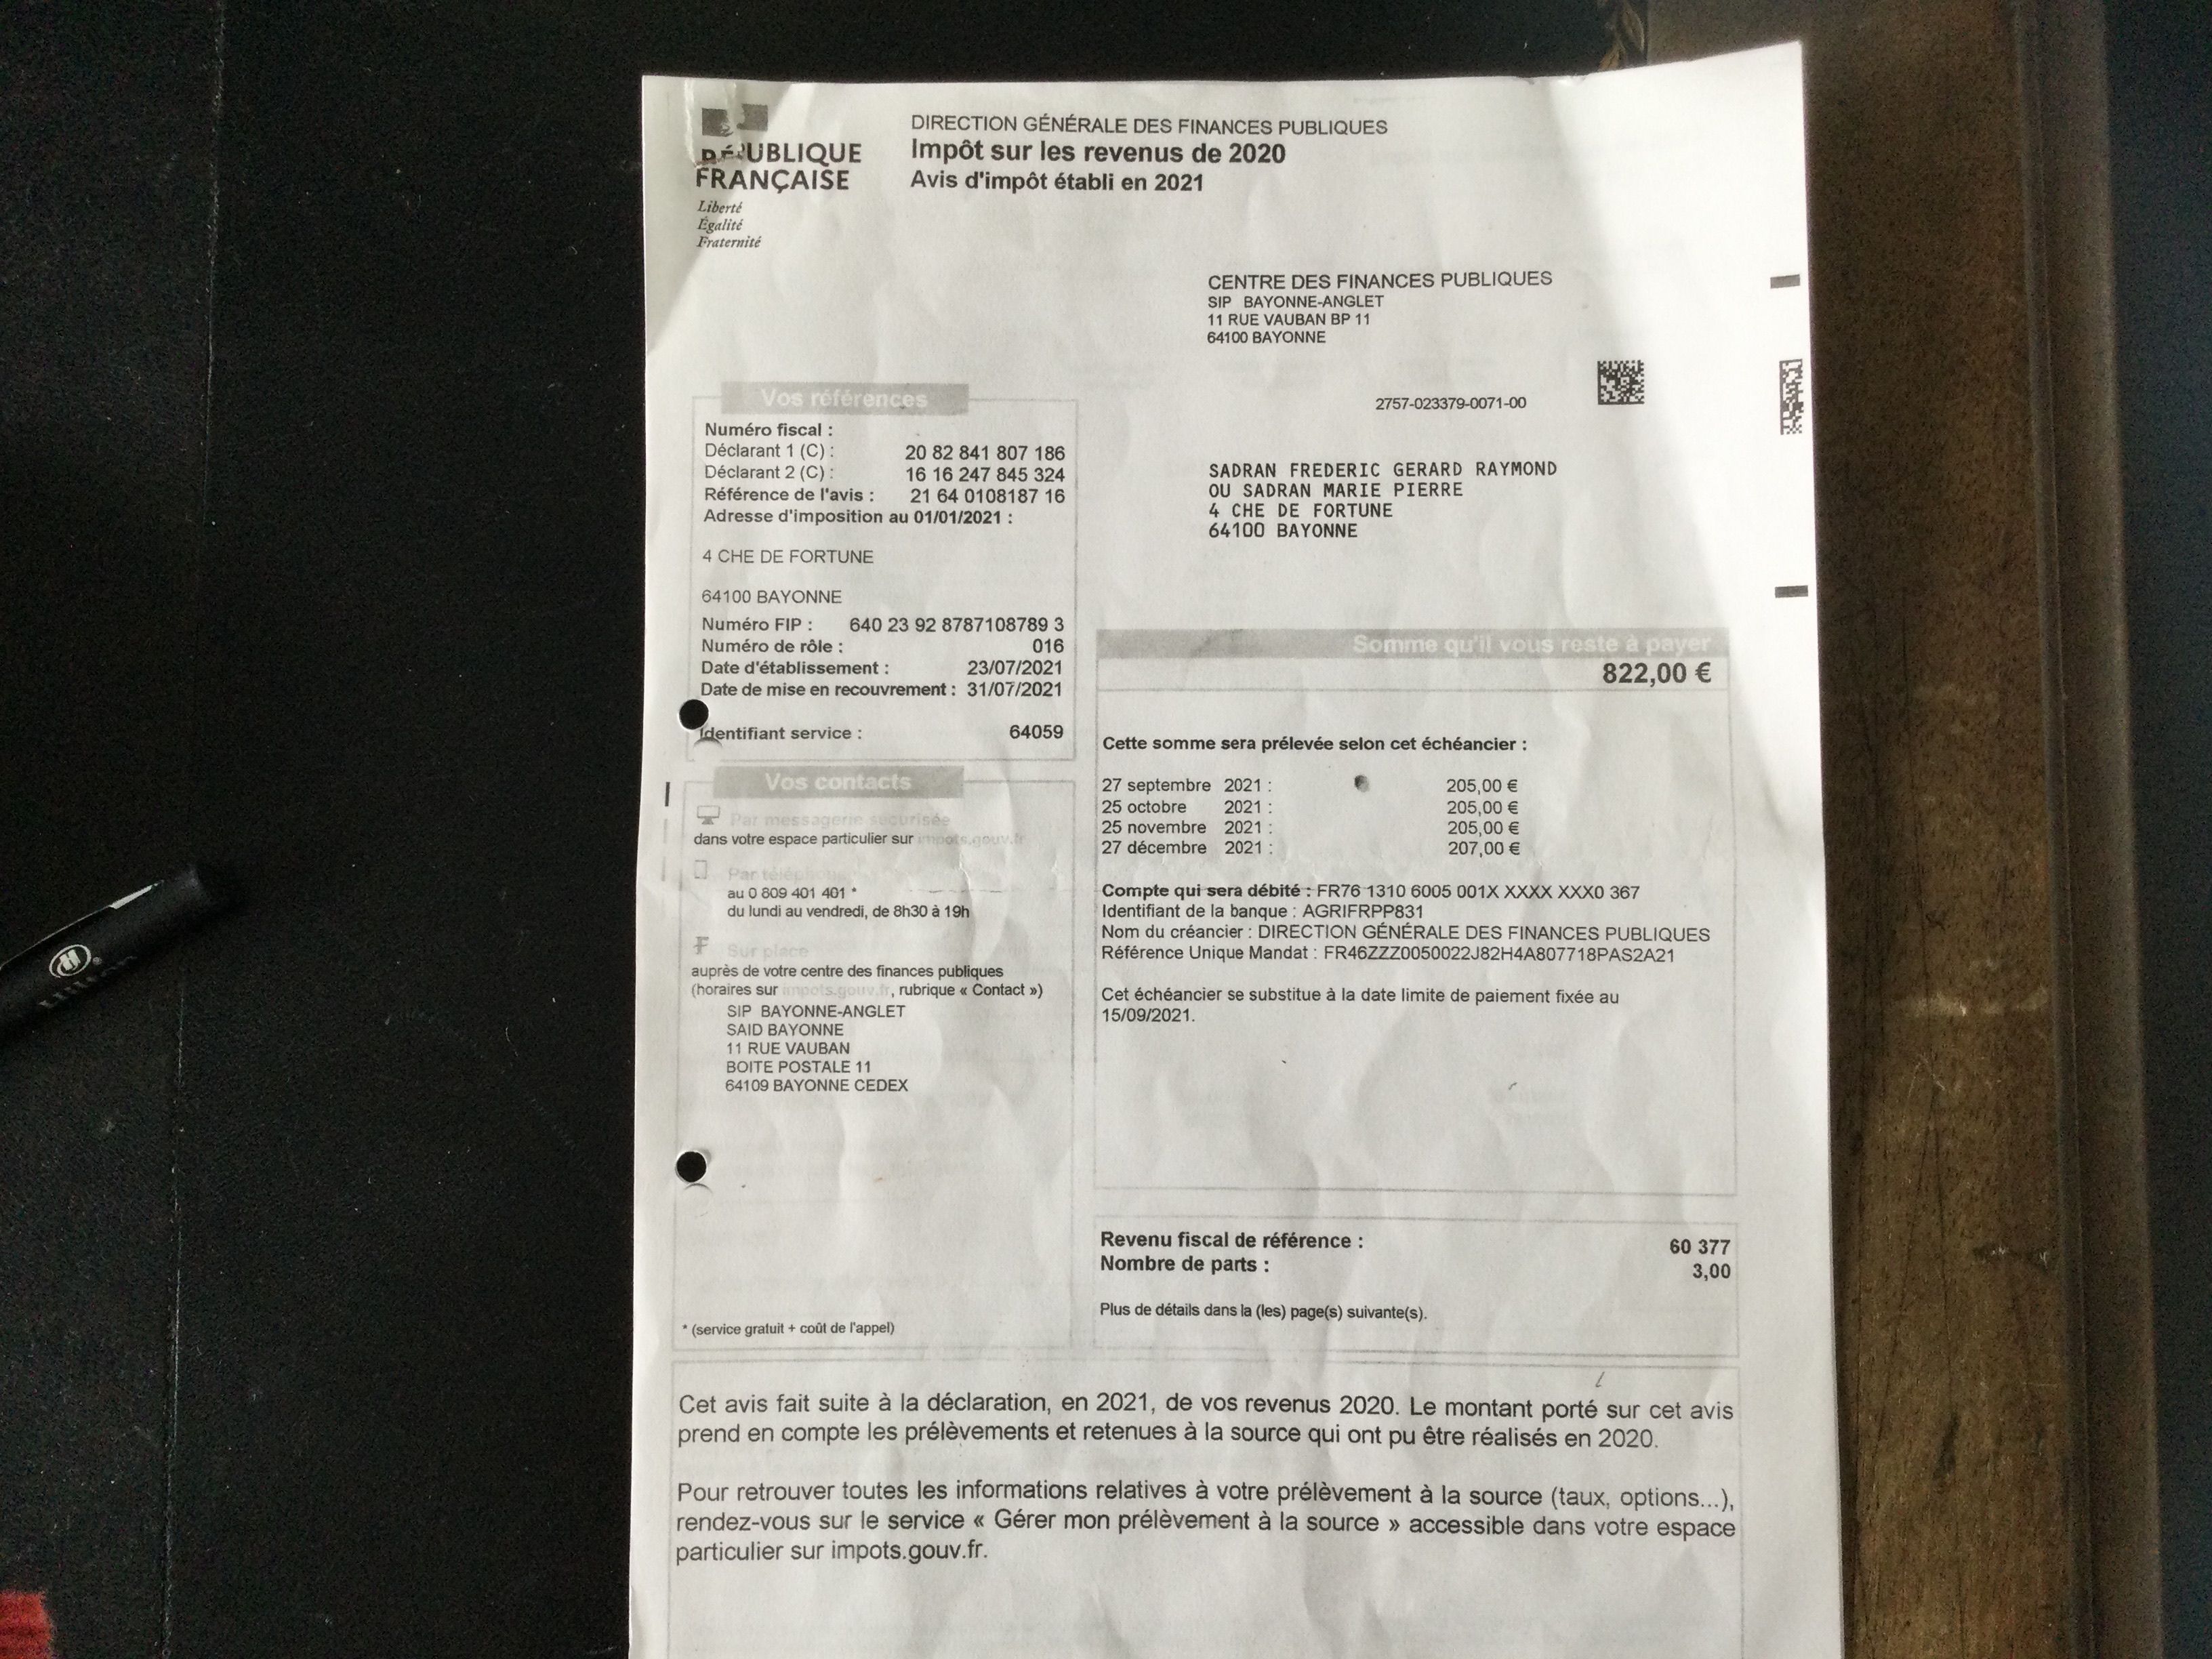 RÉPUBLIQUE
FRANÇAISE
Liberté
Égalité
Fraternité
DIRECTION GÉNÉRALE DES FINANCES PUBLIQUES
Impôt sur les revenus de 2020
Avis d'impôt établi en 2021
CENTRE DES FINANCES PUBLIQUES
SIP BAYONNE-ANGLET
11 RUE VAUBAN BP 11
64100 BAYONNE
2757-023379-0071-00
SADRAN FREDERIC GERARD RAYMOND
OU SADRAN MARIE PIERRE
4 CHE DE FORTUNE
64100 BAYONNE
Vos références
Numéro fiscal :
Déclarant 1 (C) : 20 82 841 807 186
Déclarant 2 (C) : 16 16 247 845 324
Référence de l'avis : 21 64 0108187 16
Adresse d'imposition au 01/01/2021 :
4 CHE DE FORTUNE
64100 BAYONNE
Numéro FIP : 640 23 92 8787108789 3
Numéro de rôle : 016
Date d'établissement : 23/07/2021
Date de mise en recouvrement : 31/07/2021
Identifiant service : 64059
Vos contacts
Par messagerie sécurisée
dans votre espace particulier sur impots.gouv.fr
Par téléphone
au 0 809 401 401 *
du lundi au vendredi, de 8h30 à 19h
Sur place
auprès de votre centre des finances publiques
(horaires sur impots.gouv.fr, rubrique « Contact »)
SIP BAYONNE-ANGLET
SAID BAYONNE
11 RUE VAUBAN
BOITE POSTALE 11
64109 BAYONNE CEDEX
* (service gratuit + coût de l'appel)
Somme qu'il vous reste à payer
822,00 €
Cette somme sera prélevée selon cet échéancier :
27 septembre 2021 : 205,00 €
25 octobre 2021 : 205,00 €
25 novembre 2021 : 205,00 €
27 décembre 2021 : 207,00 €
Compte qui sera débité : FR76 1310 6005 001X XXXX XXX0 367
Identifiant de la banque : AGRIFRPP831
Nom du créancier : DIRECTION GÉNÉRALE DES FINANCES PUBLIQUES
Référence Unique Mandat : FR46ZZZ0050022J82H4A807718PAS2A21
Cet échéancier se substitue à la date limite de paiement fixée au
15/09/2021.
Revenu fiscal de référence : 60 377
Nombre de parts : 3,00
Plus de détails dans la (les) page(s) suivante(s).
Cet avis fait suite à la déclaration, en 2021, de vos revenus 2020. Le montant porté sur cet avis
prend en compte les prélèvements et retenues à la source qui ont pu être réalisés en 2020.
Pour retrouver toutes les informations relatives à votre prélèvement à la source (taux, options...),
rendez-vous sur le service « Gérer mon prélèvement à la source » accessible dans votre espace
particulier sur impots.gouv.fr.